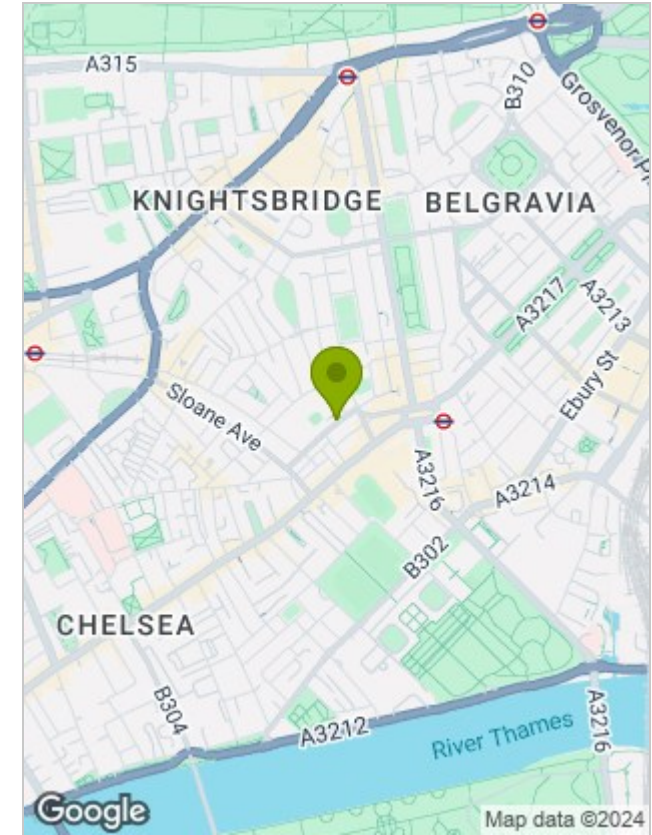 A315
B310
Grosvenor Pl
KNIGHTSBRIDGE
BELGRAVIA
A3217
A3213
Ebury St
Sloane Ave
A3216
A3214
B302
CHELSEA
B304
A3212
River Thames
A3216
Google
Map data ©2024